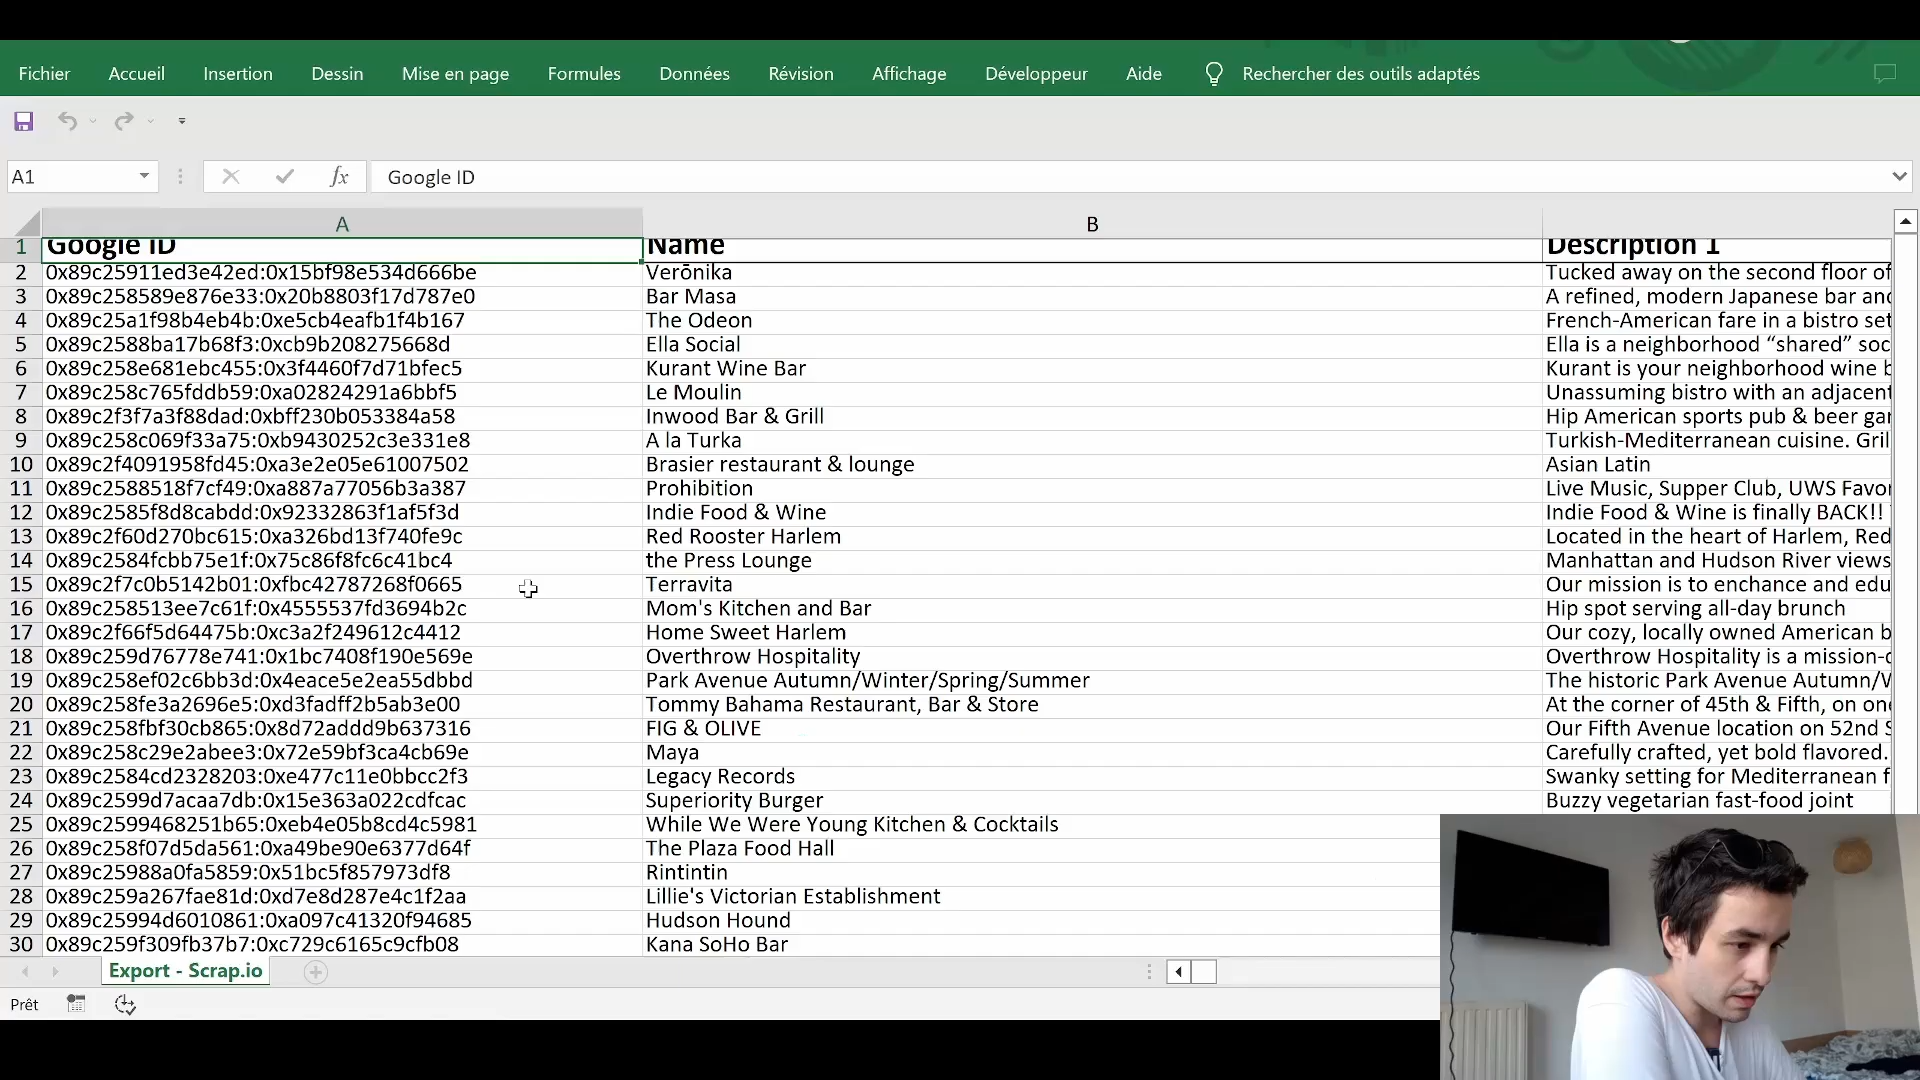 Fichier Accueil Insertion Dessin Mise en page Formules Données Révision Affichage Développeur Aide Rechercher des outils adaptés
A1 fx Google ID
A B
1 Google ID Name Description 1
2 0x89c25911ed3e42ed:0x15bf98e534d666be Verōnika Tucked away on the second floor of
3 0x89c258589e876e33:0x20b8803f17d787e0 Bar Masa A refined, modern Japanese bar and
4 0x89c25a1f98b4eb4b:0xe5cb4eafb1f4b167 The Odeon French-American fare in a bistro set
5 0x89c2588ba17b68f3:0xcb9b208275668d Ella Social Ella is a neighborhood “shared” soc
6 0x89c258e681ebc455:0x3f4460f7d71bfec5 Kurant Wine Bar Kurant is your neighborhood wine b
7 0x89c258c765fddb59:0xa02824291a6bbf5 Le Moulin Unassuming bistro with an adjacent
8 0x89c2f3f7a3f88dad:0xbff230b053384a58 Inwood Bar & Grill Hip American sports pub & beer gar
9 0x89c258c069f33a75:0xb9430252c3e331e8 A la Turka Turkish-Mediterranean cuisine. Gril
10 0x89c2f4091958fd45:0xa3e2e05e61007502 Brasier restaurant & lounge Asian Latin
11 0x89c2588518f7cf49:0xa887a77056b3a387 Prohibition Live Music, Supper Club, UWS Favor
12 0x89c2585f8d8cabdd:0x92332863f1af5f3d Indie Food & Wine Indie Food & Wine is finally BACK!!
13 0x89c2f60d270bc615:0xa326bd13f740fe9c Red Rooster Harlem Located in the heart of Harlem, Red
14 0x89c2584fcbb75e1f:0x75c86f8fc6c41bc4 the Press Lounge Manhattan and Hudson River views
15 0x89c2f7c0b5142b01:0xfbc42787268f0665 Terravita Our mission is to enchance and edu
16 0x89c258513ee7c61f:0x4555537fd3694b2c Mom's Kitchen and Bar Hip spot serving all-day brunch
17 0x89c2f66f5d64475b:0xc3a2f249612c4412 Home Sweet Harlem Our cozy, locally owned American b
18 0x89c259d76778e741:0x1bc7408f190e569e Overthrow Hospitality Overthrow Hospitality is a mission-c
19 0x89c258ef02c6bb3d:0x4eace5e2ea55dbbd Park Avenue Autumn/Winter/Spring/Summer The historic Park Avenue Autumn/W
20 0x89c258fe3a2696e5:0xd3fadff2b5ab3e00 Tommy Bahama Restaurant, Bar & Store At the corner of 45th & Fifth, on one
21 0x89c258fbf30cb865:0x8d72addd9b637316 FIG & OLIVE Our Fifth Avenue location on 52nd S
22 0x89c258c29e2abee3:0x72e59bf3ca4cb69e Maya Carefully crafted, yet bold flavored.
23 0x89c2584cd2328203:0xe477c11e0bbcc2f3 Legacy Records Swanky setting for Mediterranean f
24 0x89c2599d7acaa7db:0x15e363a022cdfcac Superiority Burger Buzzy vegetarian fast-food joint
25 0x89c2599468251b65:0xeb4e05b8cd4c5981 While We Were Young Kitchen & Cocktails
26 0x89c258f07d5da561:0xa49be90e6377d64f The Plaza Food Hall
27 0x89c25988a0fa5859:0x51bc5f857973df8 Rintintin
28 0x89c259a267fae81d:0xd7e8d287e4c1f2aa Lillie's Victorian Establishment
29 0x89c25994d6010861:0xa097c41320f94685 Hudson Hound
30 0x89c259f309fb37b7:0xc729c6165c9cfb08 Kana SoHo Bar
Export - Scrap.io
Prêt